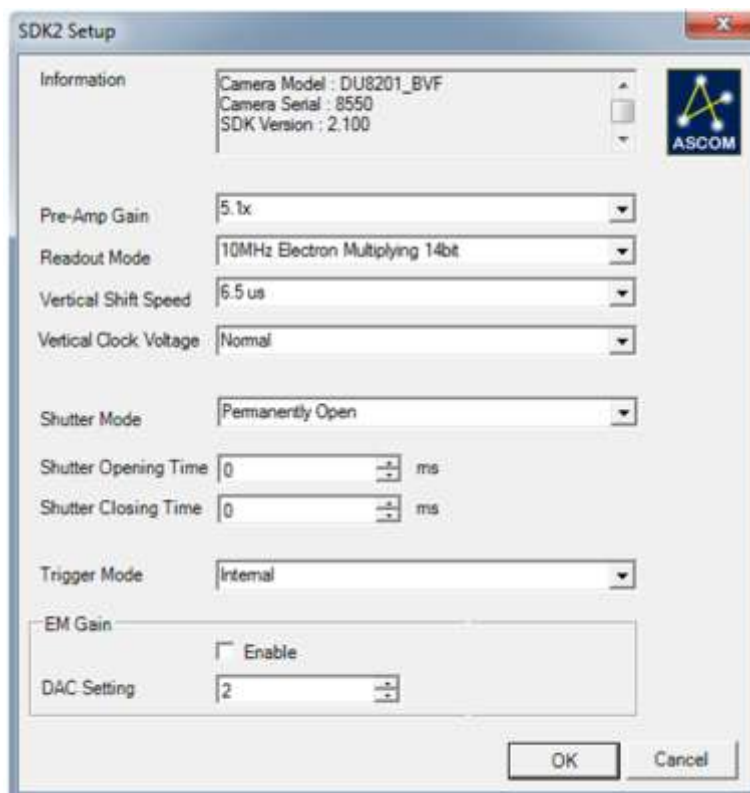 SDK2 Setup
Information
Camera Model : DU8201_BVF
Camera Serial : 8550
SDK Version : 2.100
ASCOM
Pre-Amp Gain 5.1x
Readout Mode 10MHz Electron Multiplying 14bit
Vertical Shift Speed 6.5 us
Vertical Clock Voltage Normal
Shutter Mode Permanently Open
Shutter Opening Time 0 ms
Shutter Closing Time 0 ms
Trigger Mode Internal
EM Gain
Enable
DAC Setting 2
OK Cancel